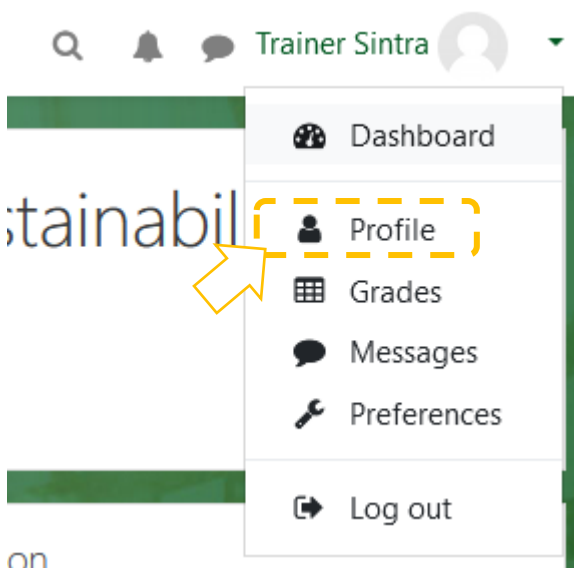 Trainer Sintra
Dashboard
stainabil
Profile
Grades
Messages
Preferences
Log out
on